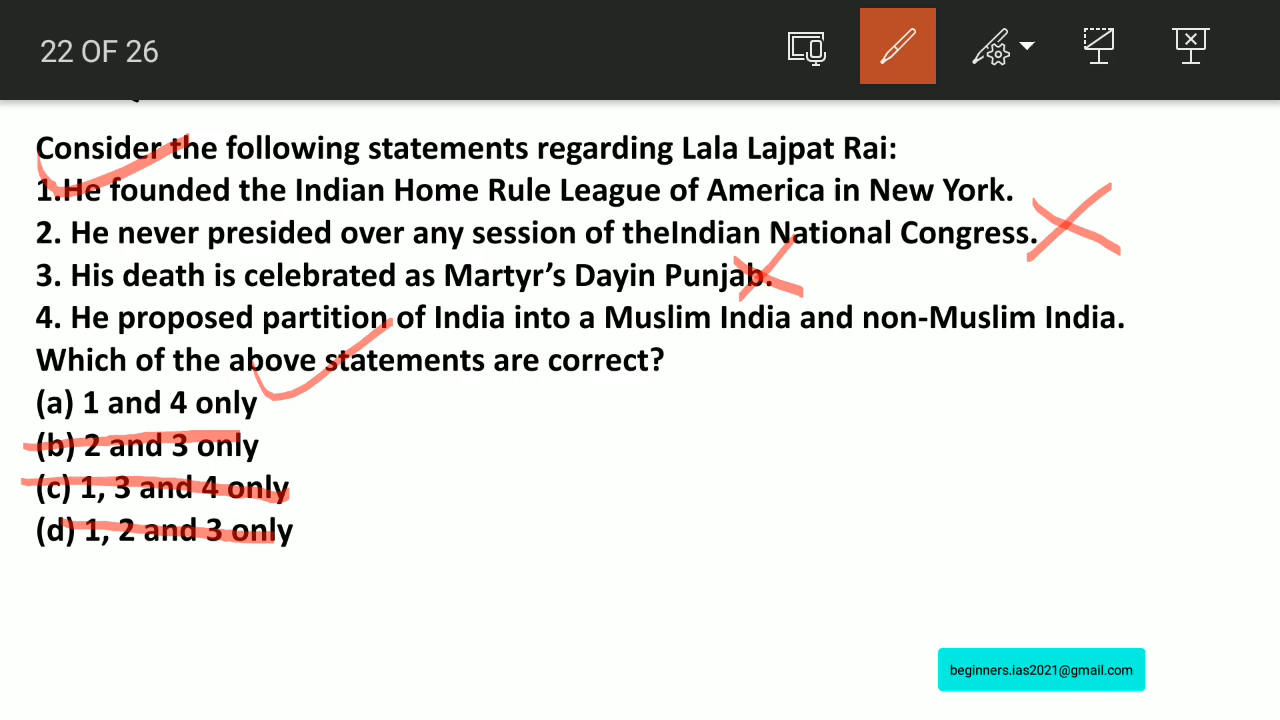 22 OF 26
Consider the following statements regarding Lala Lajpat Rai:
1.He founded the Indian Home Rule League of America in New York.
2. He never presided over any session of theIndian National Congress.
3. His death is celebrated as Martyr’s Dayin Punjab.
4. He proposed partition of India into a Muslim India and non-Muslim India.
Which of the above statements are correct?
(a) 1 and 4 only
(b) 2 and 3 only
(c) 1, 3 and 4 only
(d) 1, 2 and 3 only
beginners.ias2021@gmail.com